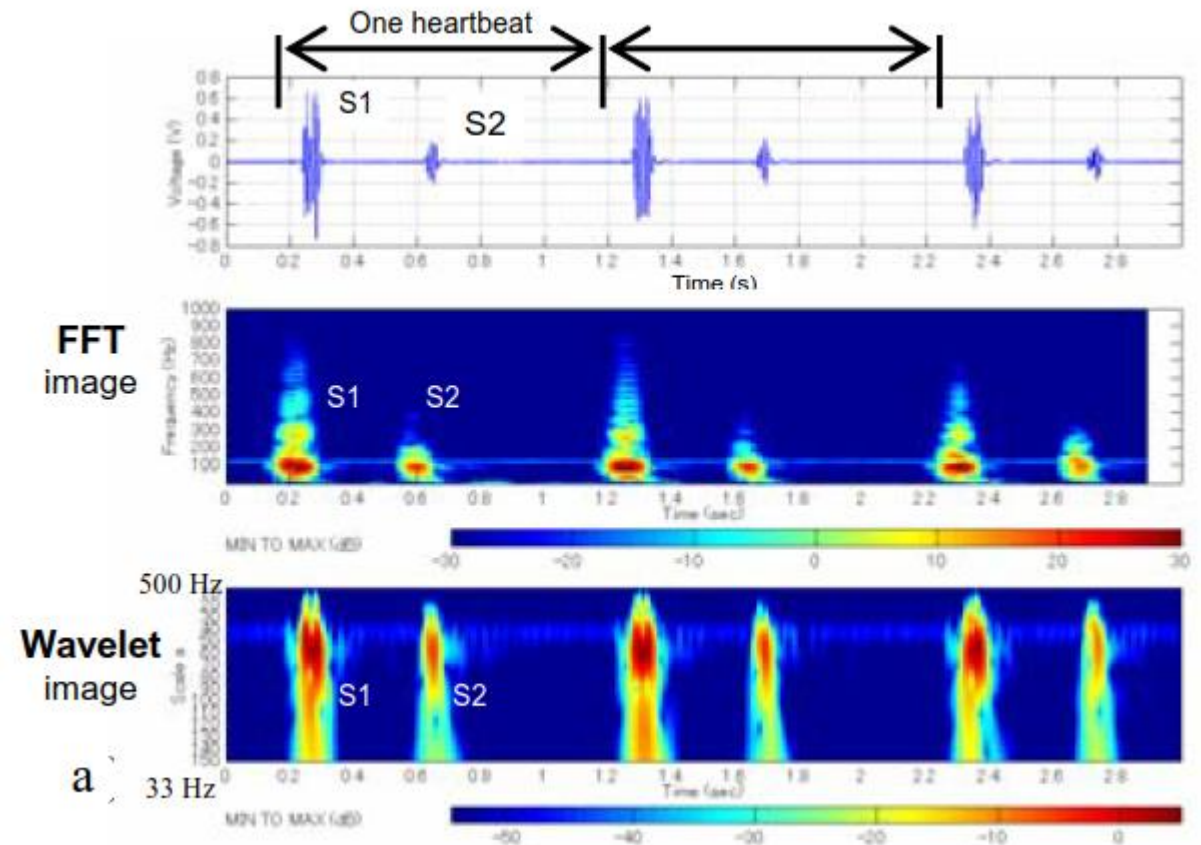 One heartbeat
S1
S2
0.8
0.6
0.4
0.2
0
-0.2
-0.4
-0.6
-0.8
Voltage (V)
0 0.2 0.4 0.6 0.8 1 1.2 1.4 1.6 1.8 2 2.2 2.4 2.6 2.8
Time (s)
FFT
image
1000
900
800
700
600
500
400
300
200
100
Frequency (Hz)
S1 S2
0 0.2 0.4 0.6 0.8 1 1.2 1.4 1.6 1.8 2 2.2 2.4 2.6 2.8
Time (sec)
MIN TO MAX (dB)
-30 -20 -10 0 10 20 30
500 Hz
Wavelet
image
Scale a
S1 S2
a )
33 Hz
0 0.2 0.4 0.6 0.8 1 1.2 1.4 1.6 1.8 2 2.2 2.4 2.6 2.8
Time (sec)
MIN TO MAX (dB)
-50 -40 -30 -20 -10 0